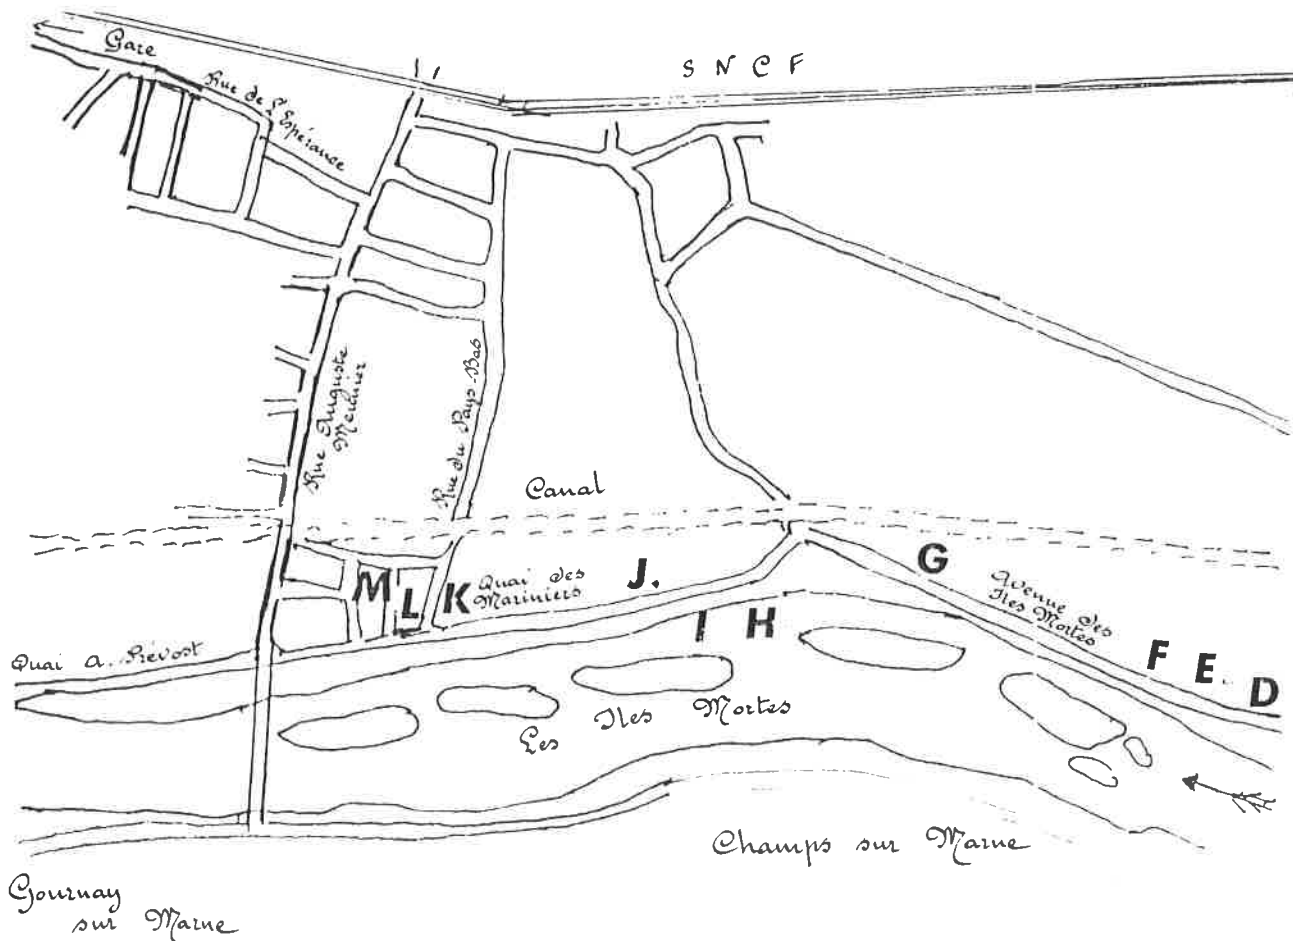 Gare
S N C F
Rue de l'Espérance
Rue Auguste
Meunier
Rue du Pays-Bas
Canal
G
M
L
K
Quai des
Mariniers
J.
Avenue des
Iles Mortes
I
H
F
E.
D
Quai A. Prévost
Les Iles Mortes
Champs sur Marne
Gournay
sur Marne